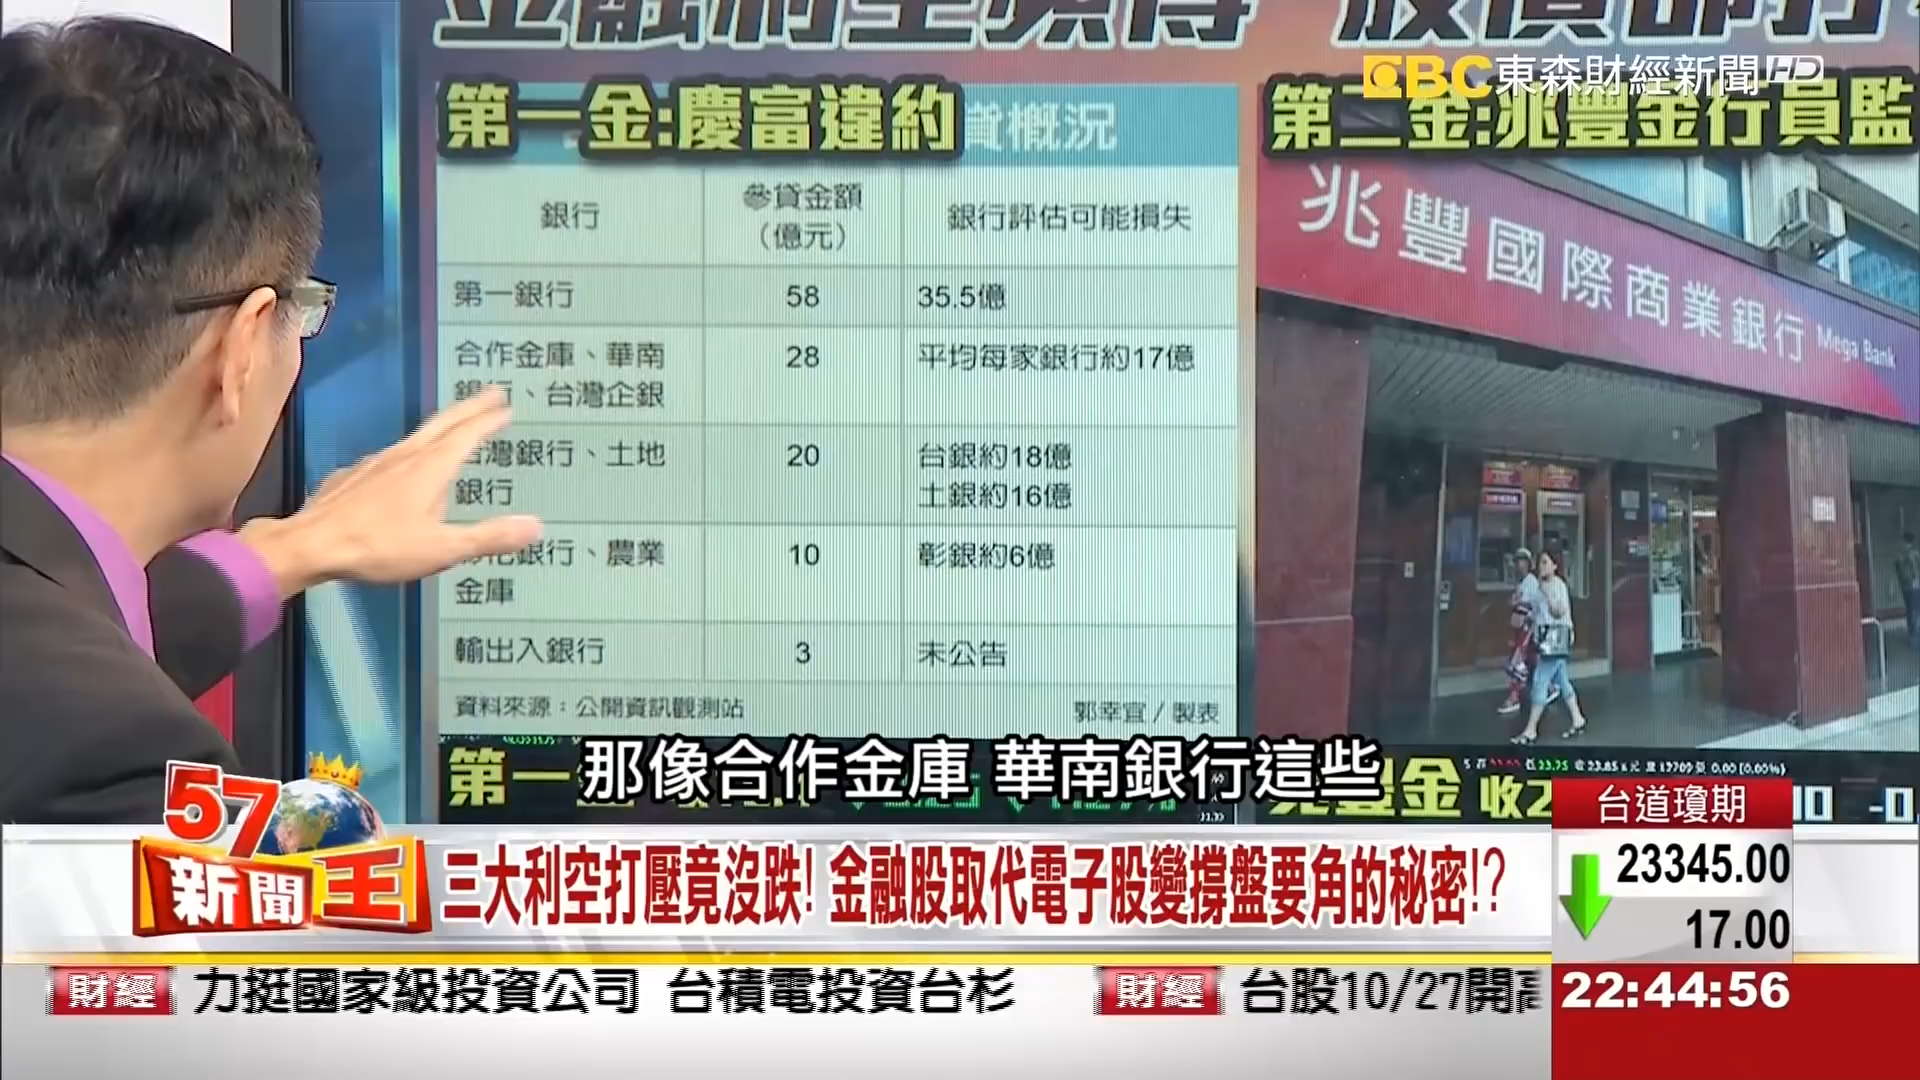 EBC東森財經新聞HD
第一金:慶富違約
貸概況
第二金:兆豐金行員監
銀行
參貸金額
(億元)
銀行評估可能損失
第一銀行 58 35.5億
合作金庫、華南 28 平均每家銀行約17億
銀行、台灣企銀
台灣銀行、土地 20 台銀約18億
銀行 土銀約16億
銀行、農業 10 彰銀約6億
金庫
輸出入銀行 3 未公告
資料來源:公開資訊觀測站 郭幸宜/製表
兆豐國際商業銀行 Mega Bank
第一
那像合作金庫 華南銀行這些
豐金 收2
57
新聞王
三大利空打壓竟沒跌! 金融股取代電子股變撐盤要角的秘密!?
台道瓊期
23345.00
17.00
財經 力挺國家級投資公司 台積電投資台杉
財經 台股10/27開高
22:44:56